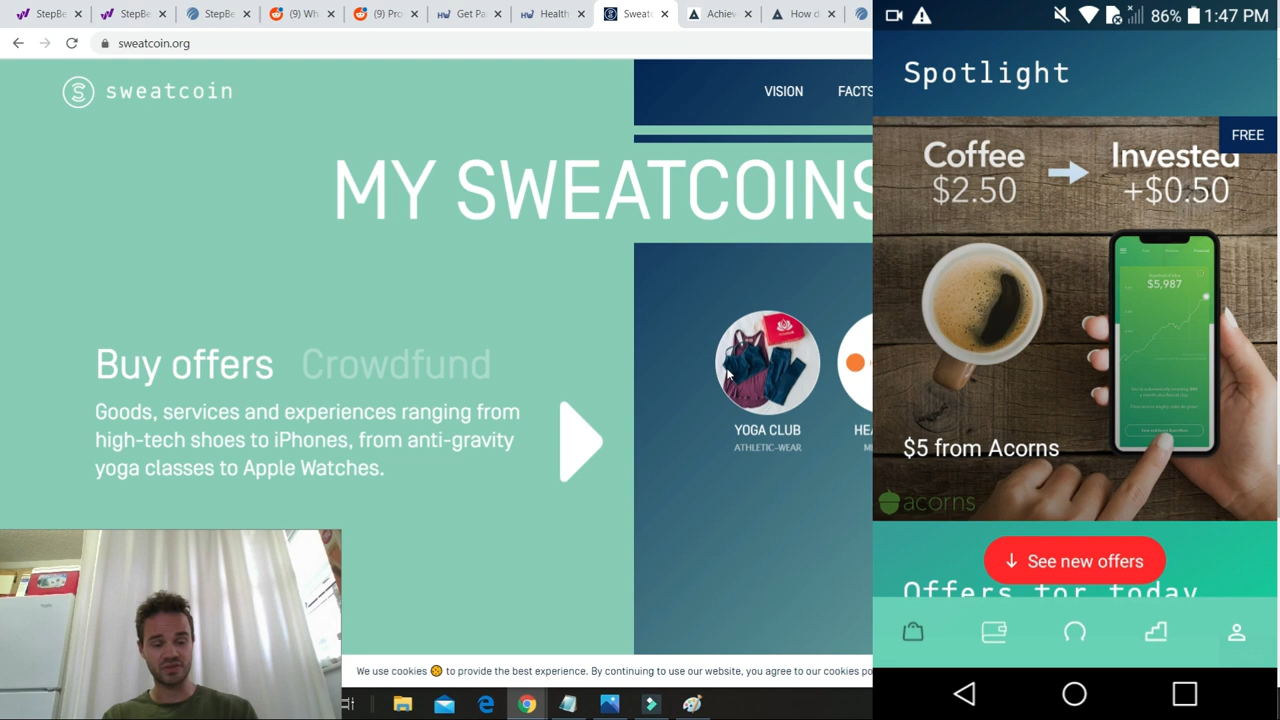 StepBe
StepBe
StepBe
(9) Wh
(9) Pro
Get Pa
Health
Sweatc
Achiev
How do
sweatcoin.org
sweatcoin
VISION
FACTS
MY SWEATCOINS
Buy offers Crowdfund
Goods, services and experiences ranging from
high-tech shoes to iPhones, from anti-gravity
yoga classes to Apple Watches.
YOGA CLUB
ATHLETIC-WEAR
HEA
We use cookies 🍪 to provide the best experience. By continuing to use our website, you agree to our cookies po
86% 1:47 PM
Spotlight
FREE
Coffee Invested
$2.50 +$0.50
$5,987
$5 from Acorns
acorns
↓ See new offers
Offers for today